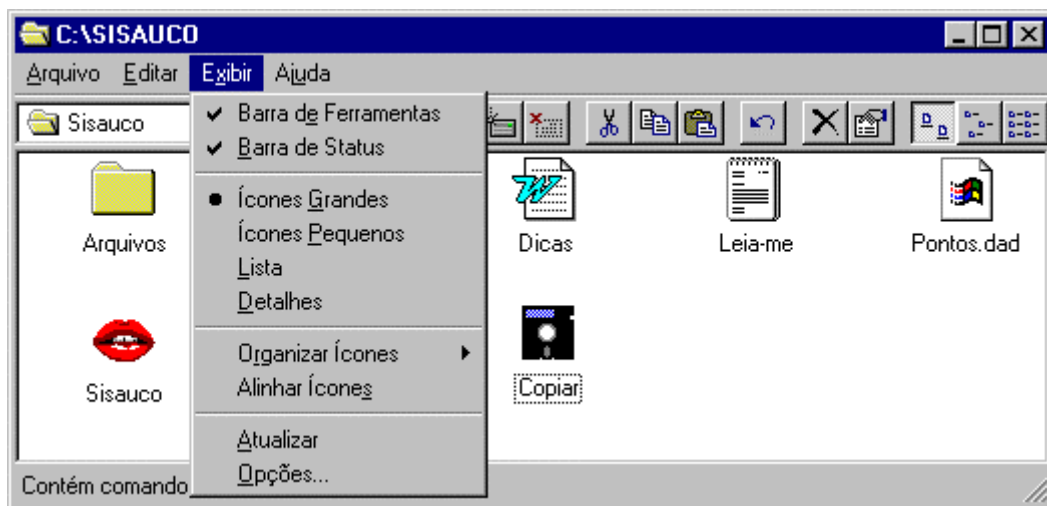 C:\SISAUCO
Arquivo Editar Exibir Ajuda
Sisauco
Barra de Ferramentas
Barra de Status
Ícones Grandes
Ícones Pequenos
Lista
Detalhes
Organizar Ícones
Alinhar Ícones
Atualizar
Opções...
Arquivos Dicas Leia-me Pontos.dad
Sisauco Copiar
Contém comando